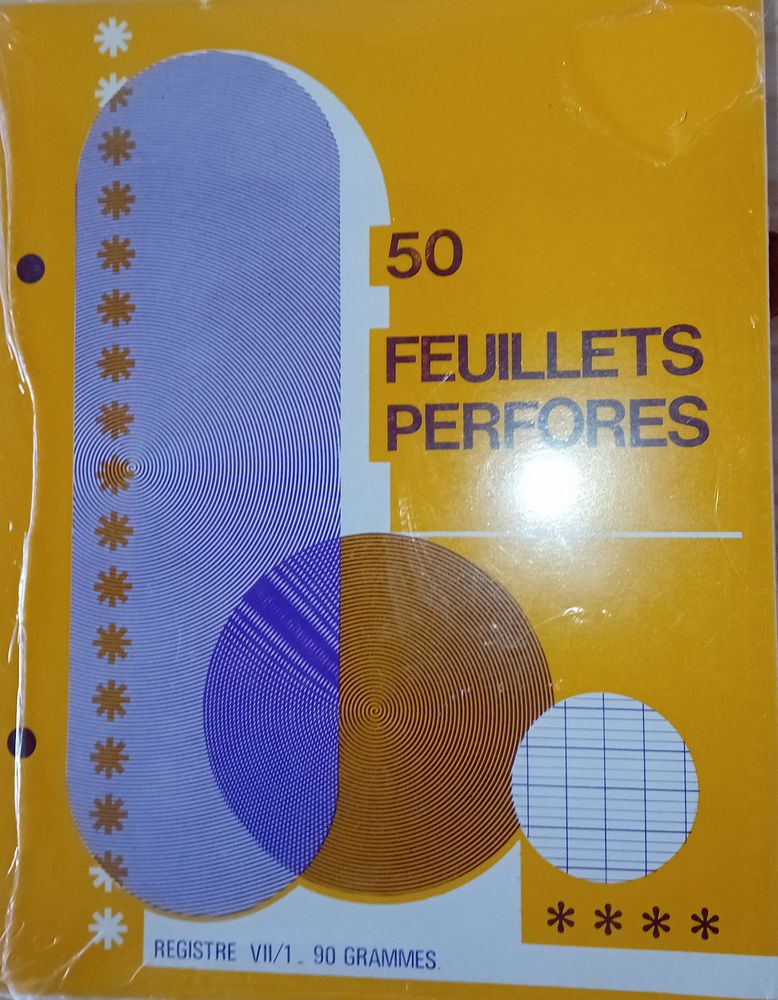 50
FEUILLETS
PERFORES
* * * *
REGISTRE VII/1 _ 90 GRAMMES.